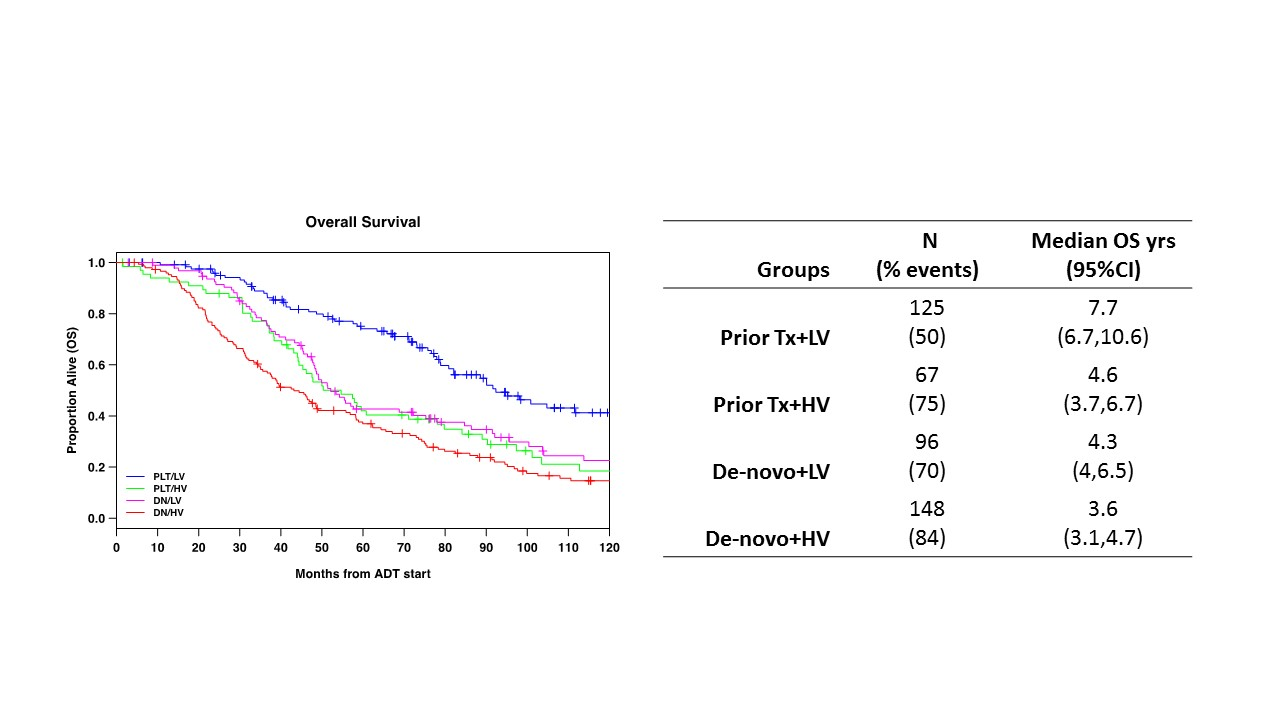 Overall Survival
Proportion Alive (OS)
1.0
0.8
0.6
0.4
0.2
0.0
PLT/LV
PLT/HV
DN/LV
DN/HV
0 10 20 30 40 50 60 70 80 90 100 110 120
Months from ADT start
N Median OS yrs
Groups (% events) (95%CI)
125 7.7
Prior Tx+LV (50) (6.7,10.6)
67 4.6
Prior Tx+HV (75) (3.7,6.7)
96 4.3
De-novo+LV (70) (4,6.5)
148 3.6
De-novo+HV (84) (3.1,4.7)